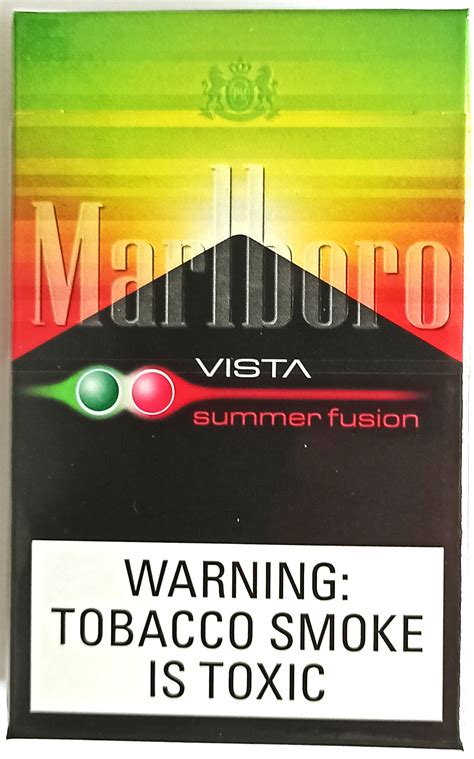 Marlboro
VISTA
summer fusion
WARNING:
TOBACCO SMOKE
IS TOXIC